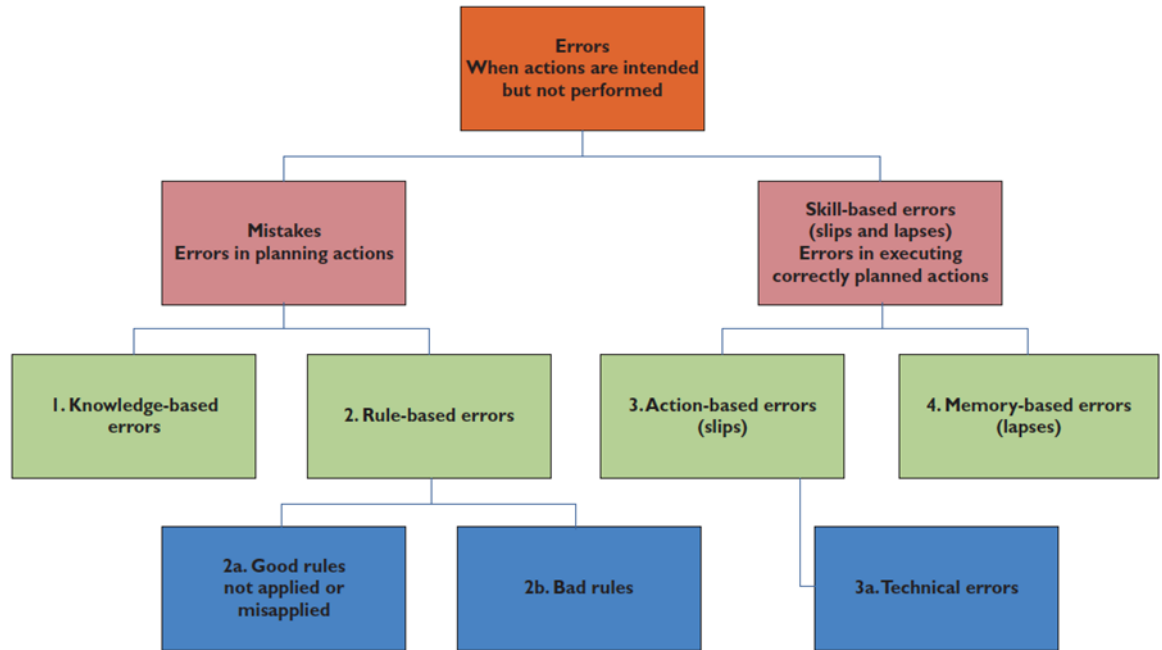 Errors
When actions are intended
but not performed
Mistakes
Errors in planning actions
Skill-based errors
(slips and lapses)
Errors in executing
correctly planned actions
1. Knowledge-based
errors
2. Rule-based errors
3. Action-based errors
(slips)
4. Memory-based errors
(lapses)
2a. Good rules
not applied or
misapplied
2b. Bad rules
3a. Technical errors